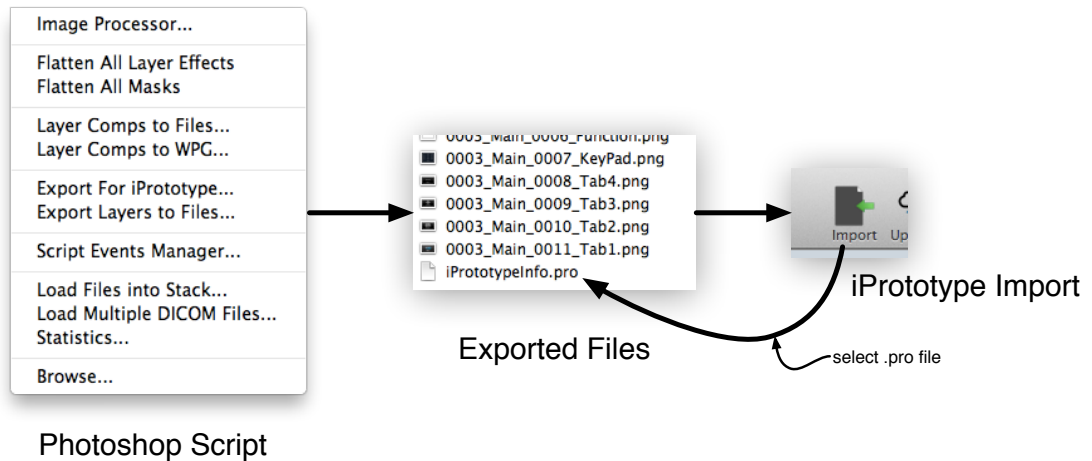 Image Processor...
Flatten All Layer Effects
Flatten All Masks
Layer Comps to Files...
Layer Comps to WPG...
Export For iPrototype...
Export Layers to Files...
Script Events Manager...
Load Files into Stack...
Load Multiple DICOM Files...
Statistics...
Browse...
Photoshop Script
0003_Main_0006_Function.png
0003_Main_0007_KeyPad.png
0003_Main_0008_Tab4.png
0003_Main_0009_Tab3.png
0003_Main_0010_Tab2.png
0003_Main_0011_Tab1.png
iPrototypeInfo.pro
Exported Files
Import Up
iPrototype Import
select .pro file